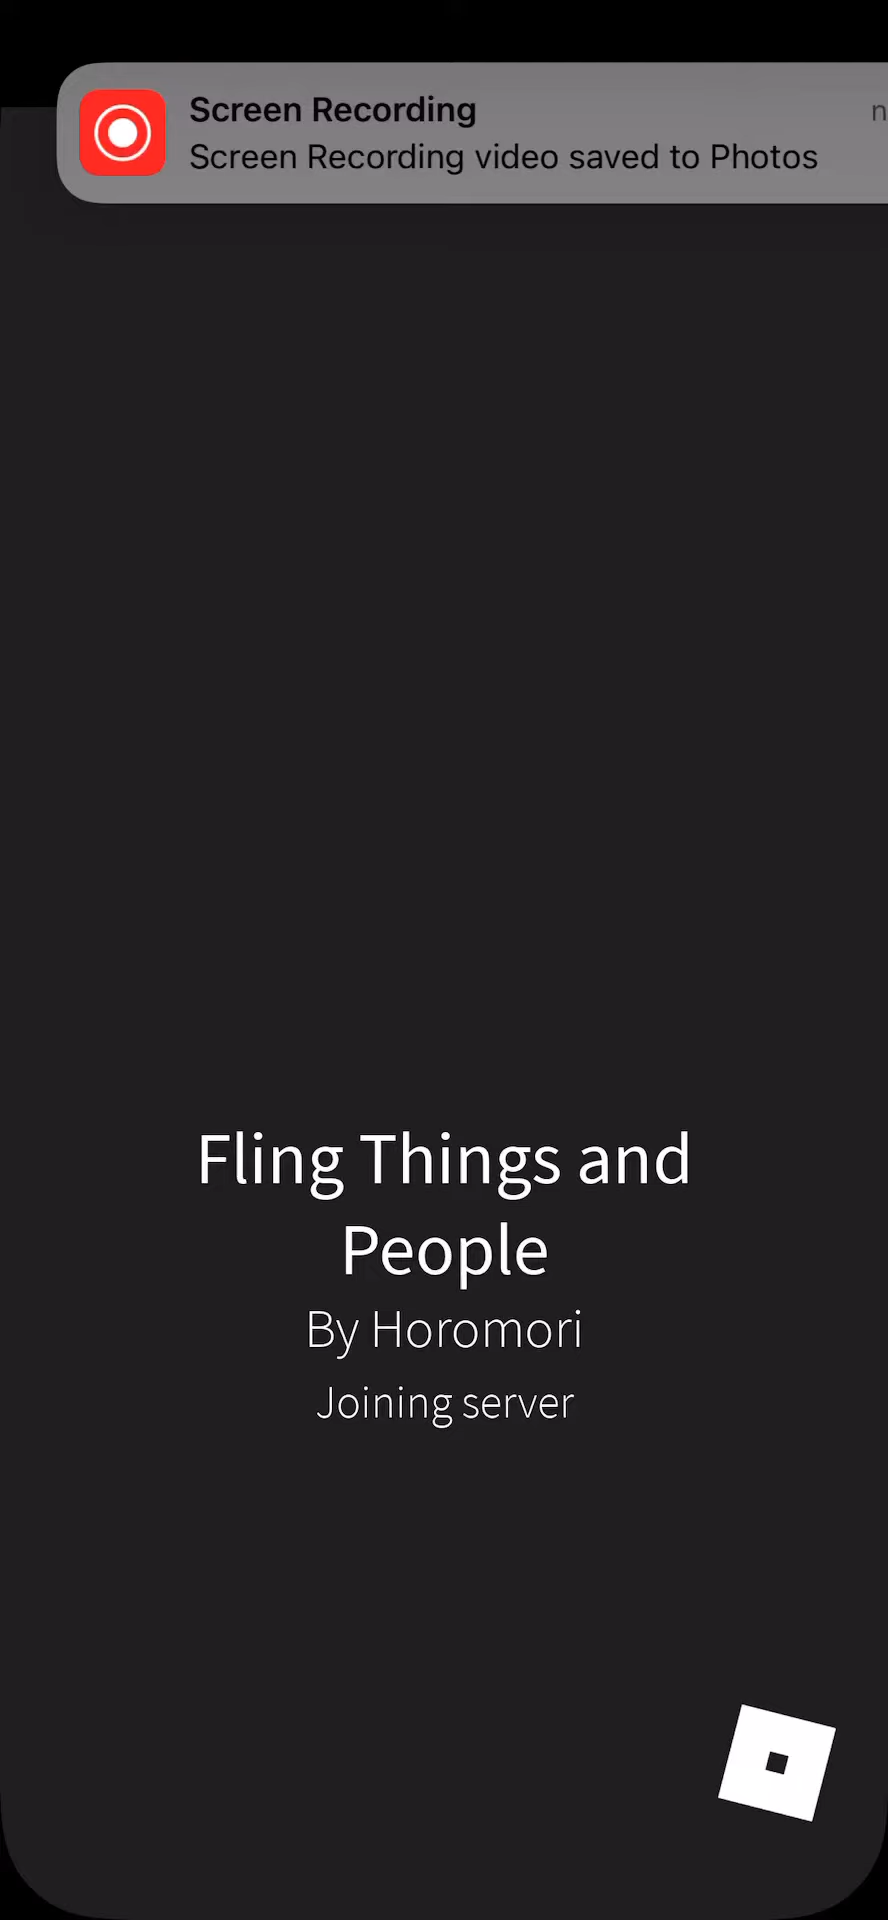 Screen Recording
Screen Recording video saved to Photos
Fling Things and
People
By Horomori
Joining server